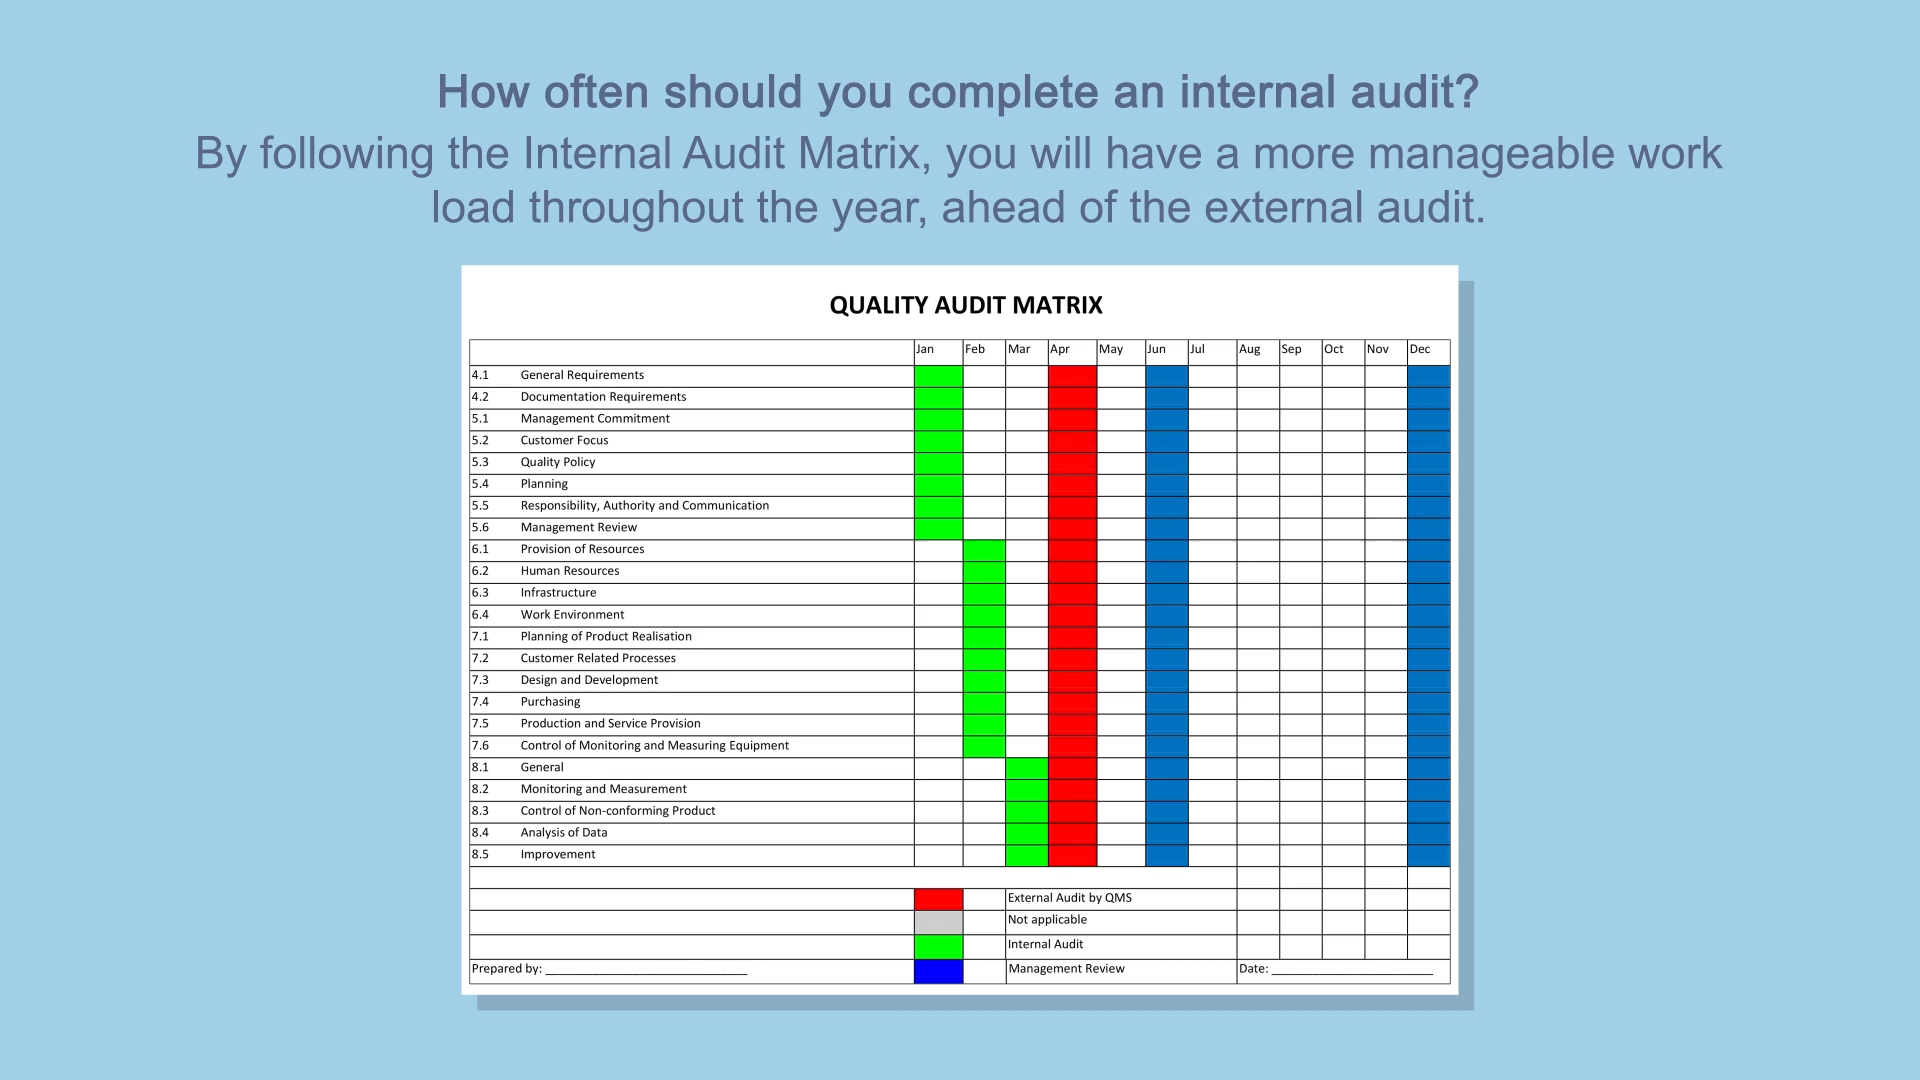 How often should you complete an internal audit?
By following the Internal Audit Matrix, you will have a more manageable work
load throughout the year, ahead of the external audit.
QUALITY AUDIT MATRIX
Jan Feb Mar Apr May Jun Jul Aug Sep Oct Nov Dec
4.1 General Requirements
4.2 Documentation Requirements
5.1 Management Commitment
5.2 Customer Focus
5.3 Quality Policy
5.4 Planning
5.5 Responsibility, Authority and Communication
5.6 Management Review
6.1 Provision of Resources
6.2 Human Resources
6.3 Infrastructure
6.4 Work Environment
7.1 Planning of Product Realisation
7.2 Customer Related Processes
7.3 Design and Development
7.4 Purchasing
7.5 Production and Service Provision
7.6 Control of Monitoring and Measuring Equipment
8.1 General
8.2 Monitoring and Measurement
8.3 Control of Non-conforming Product
8.4 Analysis of Data
8.5 Improvement
External Audit by QMS
Not applicable
Internal Audit
Prepared by: ______________________________ Management Review Date: ________________________